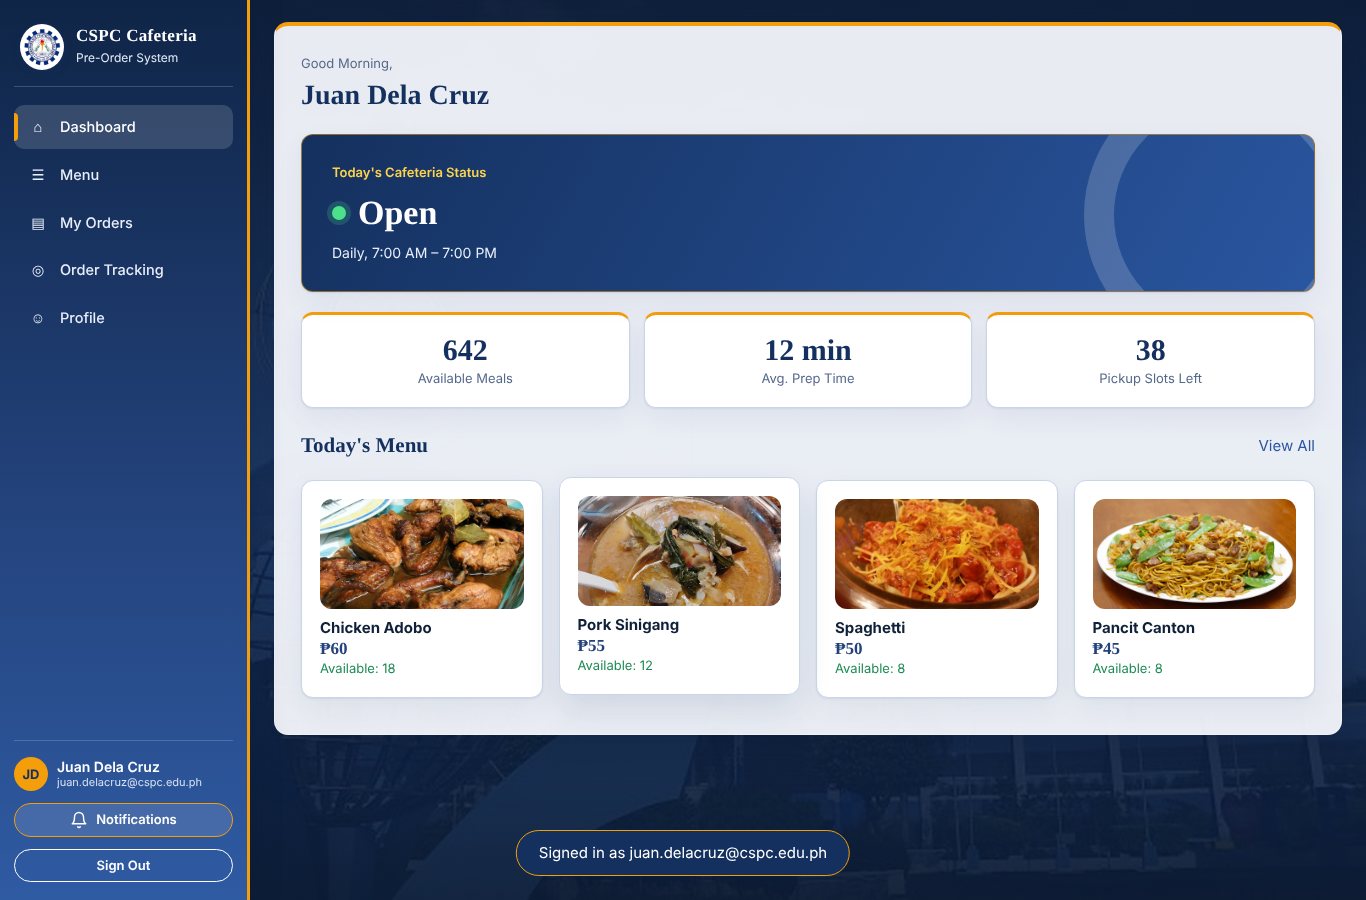 CSPC Cafeteria
Pre-Order System
Dashboard
Menu
My Orders
Order Tracking
Profile
JD
Juan Dela Cruz
juan.delacruz@cspc.edu.ph
Notifications
Sign Out
Good Morning,
Juan Dela Cruz
Today's Cafeteria Status
Open
Daily, 7:00 AM – 7:00 PM
642
Available Meals
12 min
Avg. Prep Time
38
Pickup Slots Left
Today's Menu
View All
Chicken Adobo
₱60
Available: 18
Pork Sinigang
₱55
Available: 12
Spaghetti
₱50
Available: 8
Pancit Canton
₱45
Available: 8
Signed in as juan.delacruz@cspc.edu.ph